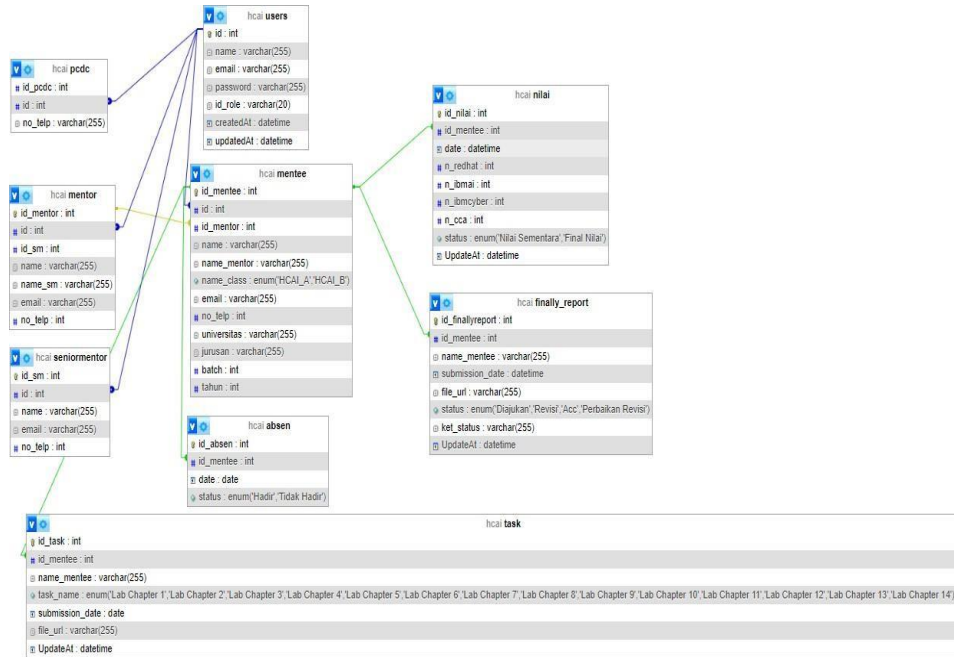 hcai users
id : int
name : varchar(255)
email : varchar(255)
password : varchar(255)
id_role : varchar(20)
createdAt : datetime
updatedAt : datetime
hcai pcdc
id_pcdc : int
id : int
no_telp : varchar(255)
hcai nilai
id_nilai : int
id_mentee : int
date : datetime
n_redhat : int
n_ibmai : int
n_ibmcyber : int
n_cca : int
status : enum('Nilai Sementara','Final Nilai')
UpdateAt : datetime
hcai mentee
id_mentee : int
id : int
id_mentor : int
name : varchar(255)
name_mentor : varchar(255)
name_class : enum('HCAI_A','HCAI_B')
email : varchar(255)
no_telp : int
universitas : varchar(255)
jurusan : varchar(255)
batch : int
tahun : int
hcai mentor
id_mentor : int
id : int
id_sm : int
name : varchar(255)
name_sm : varchar(255)
email : varchar(255)
no_telp : int
hcai finally_report
id_finallyreport : int
id_mentee : int
name_mentee : varchar(255)
submission_date : datetime
file_url : varchar(255)
status : enum('Diajukan','Revisi','Acc','Perbaikan Revisi')
ket_status : varchar(255)
UpdateAt : datetime
hcai seniormentor
id_sm : int
id : int
name : varchar(255)
email : varchar(255)
no_telp : int
hcai absen
id_absen : int
id_mentee : int
date : date
status : enum('Hadir','Tidak Hadir')
hcai task
id_task : int
id_mentee : int
name_mentee : varchar(255)
task_name : enum('Lab Chapter 1','Lab Chapter 2','Lab Chapter 3','Lab Chapter 4','Lab Chapter 5','Lab Chapter 6','Lab Chapter 7','Lab Chapter 8','Lab Chapter 9','Lab Chapter 10','Lab Chapter 11','Lab Chapter 12','Lab Chapter 13','Lab Chapter 14')
submission_date : date
file_url : varchar(255)
UpdateAt : datetime